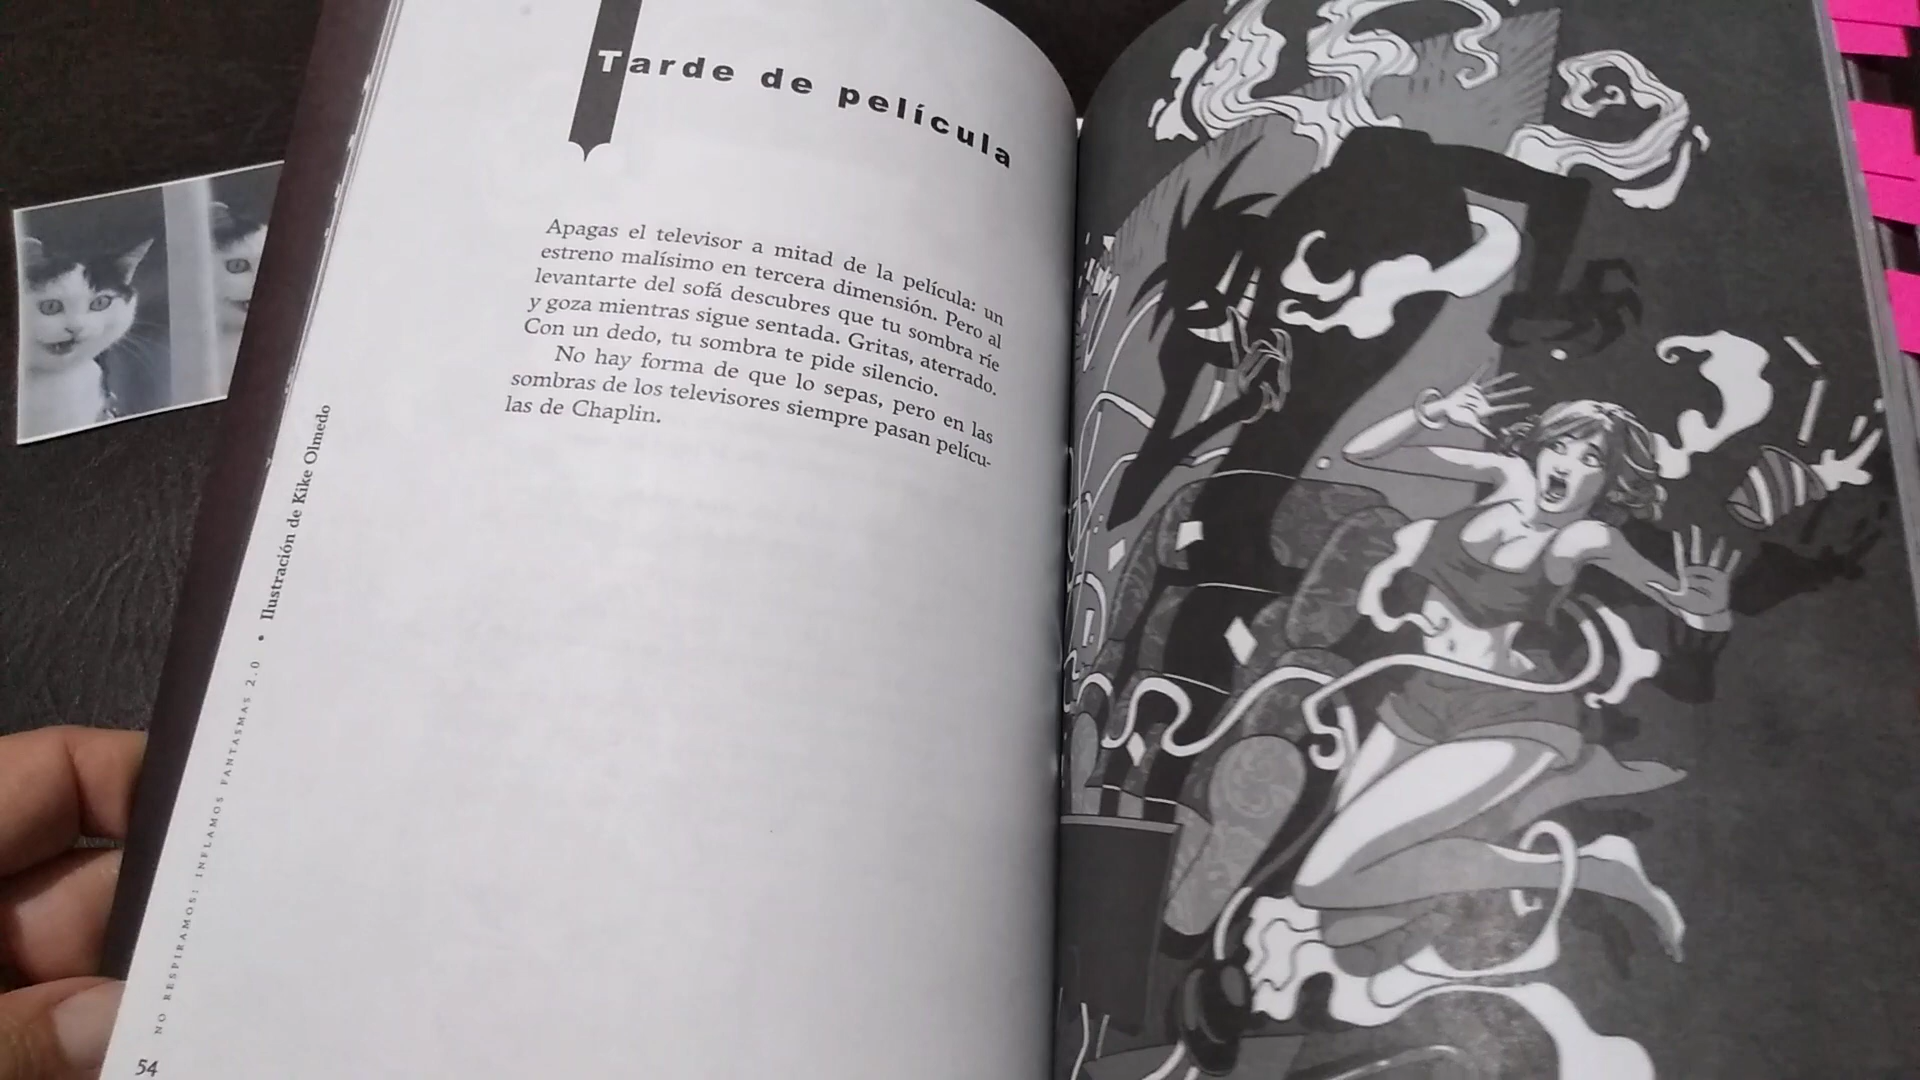 Tarde de película
Apagas el televisor a mitad de la película: un
estreno malísimo en tercera dimensión. Pero al
levantarte del sofá descubres que tu sombra ríe
y goza mientras sigue sentada. Gritas, aterrado.
Con un dedo, tu sombra te pide silencio.
No hay forma de que lo sepas, pero en las
sombras de los televisores siempre pasan pelícu-
las de Chaplin.
NO RESPIRAMOS: INFLAMOS FANTASMAS 2.0 • Ilustración de Kike Olmedo
54